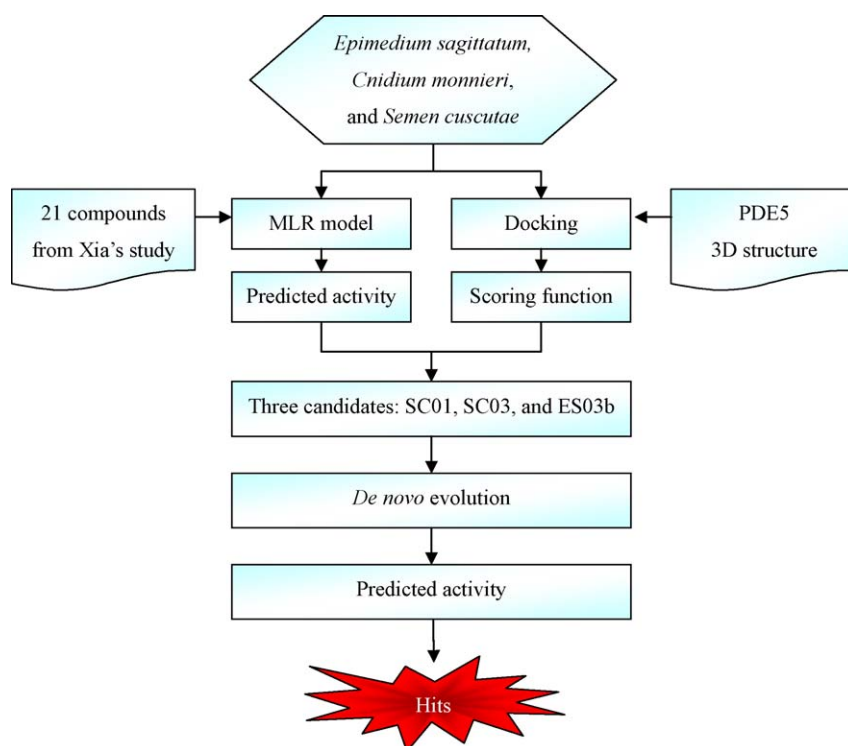 Epimedium sagittatum,
Cnidium monnieri,
and Semen cuscutae
21 compounds
from Xia's study
MLR model
Docking
PDE5
3D structure
Predicted activity
Scoring function
Three candidates: SC01, SC03, and ES03b
De novo evolution
Predicted activity
Hits